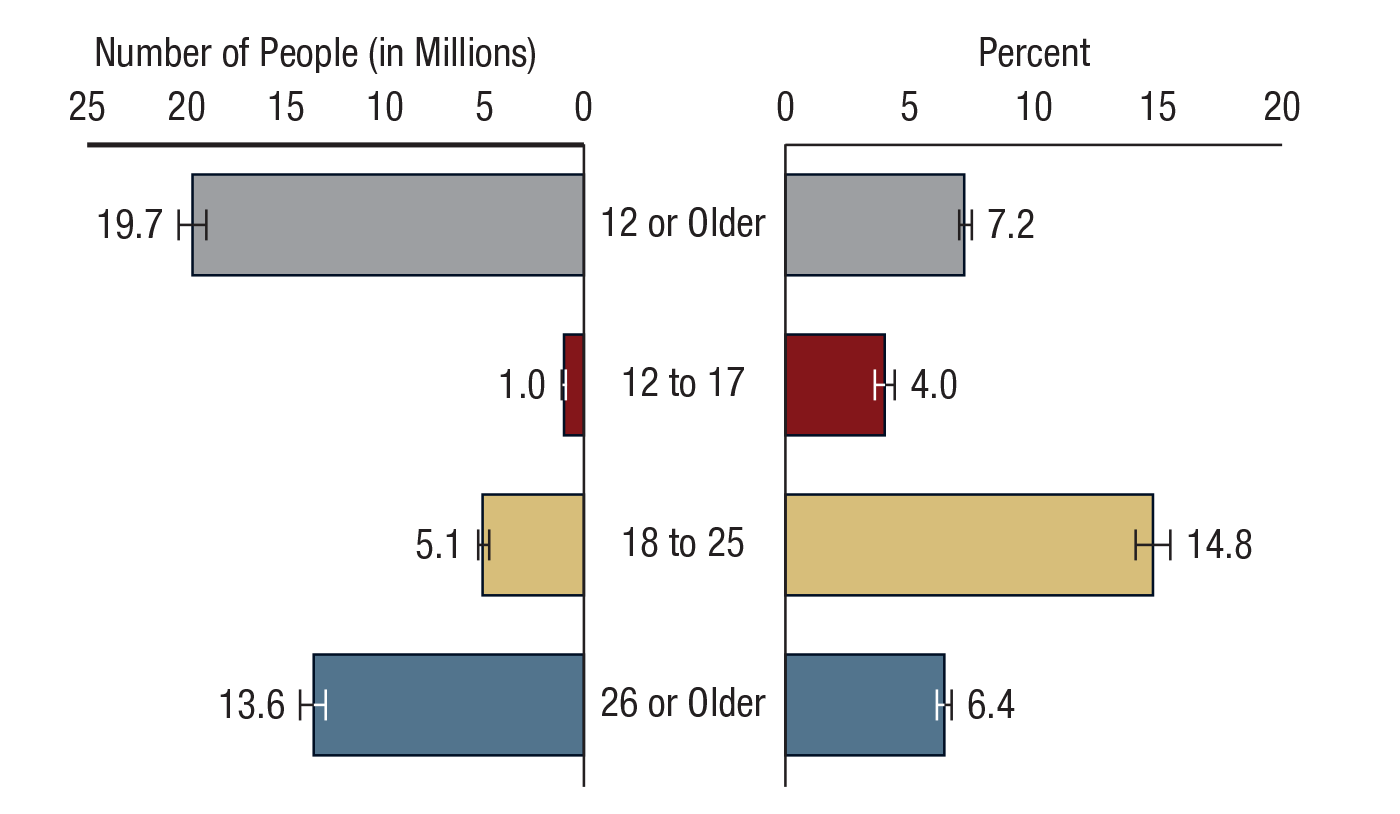 Number of People (in Millions) Percent
25 20 15 10 5 0 0 5 10 15 20
19.7 12 or Older 7.2
1.0 12 to 17 4.0
5.1 18 to 25 14.8
13.6 26 or Older 6.4